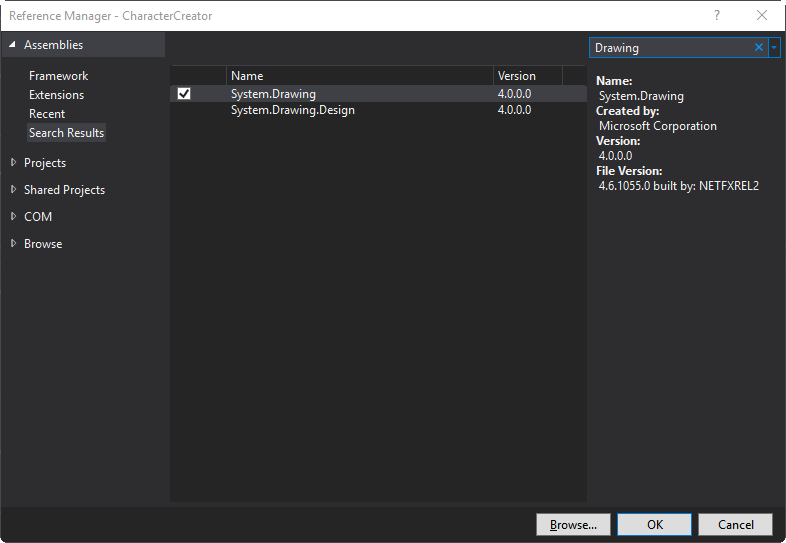 Reference Manager - CharacterCreator
?
Assemblies
Framework
Extensions
Recent
Search Results
Projects
Shared Projects
COM
Browse
Name Version
System.Drawing 4.0.0.0
System.Drawing.Design 4.0.0.0
Drawing
Name:
System.Drawing
Created by:
Microsoft Corporation
Version:
4.0.0.0
File Version:
4.6.1055.0 built by: NETFXREL2
Browse... OK Cancel